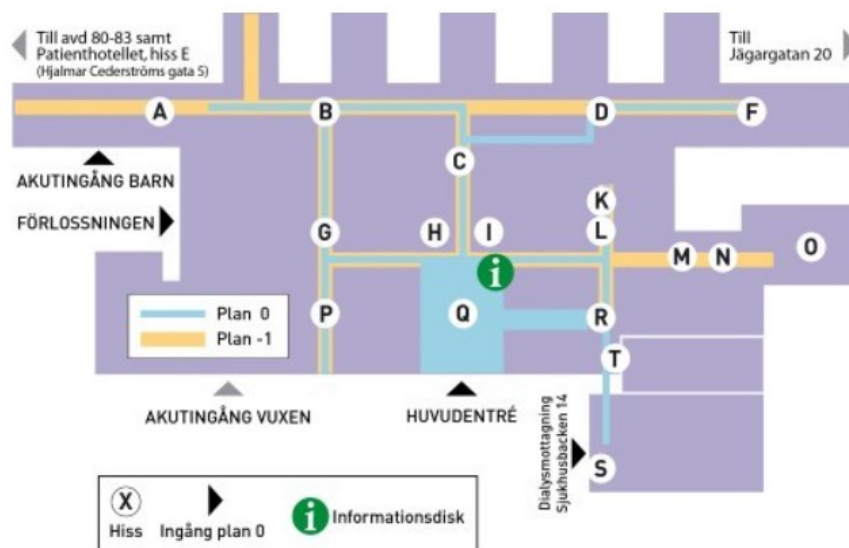 Till avd 80-83 samt
Patienthotellet, hiss E
(Hjalmar Cederströms gata 5)
Till
Jägargatan 20
A
B
D
F
C
AKUTINGÅNG BARN
K
FÖRLOSSNINGEN
G
H
I
L
M
N
O
i
Plan 0
Plan -1
P
Q
R
T
AKUTINGÅNG VUXEN
HUVUDENTRÉ
Dialysmottagning
Sjukhusbacken 14
S
X
Hiss
Ingång plan 0
i
Informationsdisk